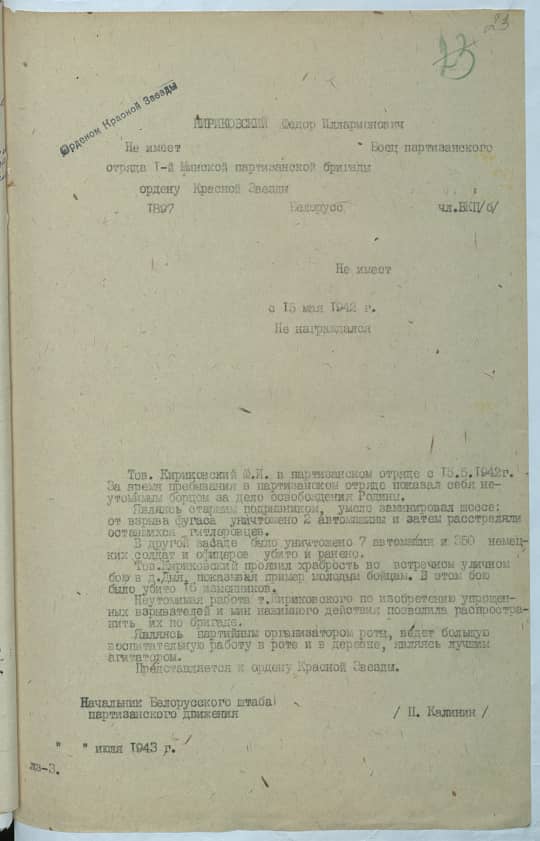 23
23
Орденом Красной Звезды
КИРИКОВСКИЙ Федор Илларионович
Не имеет Боец партизанского
отряда 1-й Минской партизанской бригады
ордену Красной Звезды
1897 Белорусс чл.ВКП/б/
Не имеет
с 15 мая 1942 г.
Не награждался
Тов. Кириковский Ф.И. в партизанском отряде с 15.5.1942г.
За время пребывания в партизанском отряде показал себя не-
утомимым борцом за дело освобождения Родины.
Являясь старшим подрывником, умело заминировал шоссе:
от взрыва фугаса уничтожено 2 автомашины и затем расстреляли
оставшихся гитлеровцев.
В другой засаде было уничтожено 7 автомашин и 350 немец-
ких солдат и офицеров убито и ранено.
Тов.Кириковский проявил храбрость во встречном уличном
бою в д.Дыя, показывая пример молодым бойцам. В этом бою
было убито 16 изменников.
Неутомимая работа т.Кириковского по изобретению упрощен-
ных взрывателей и мин нажимного действия позволила распростра-
нить их по бригаде.
Являясь партийным организатором роты, ведет большую
воспитательную работу в роте и в деревне, являясь лучшим
агитатором.
Представляется к ордену Красной Звезды.
Начальник Белорусского штаба
партизанского движения / П. Калинин /
" " июля 1943 г.
лв-3.